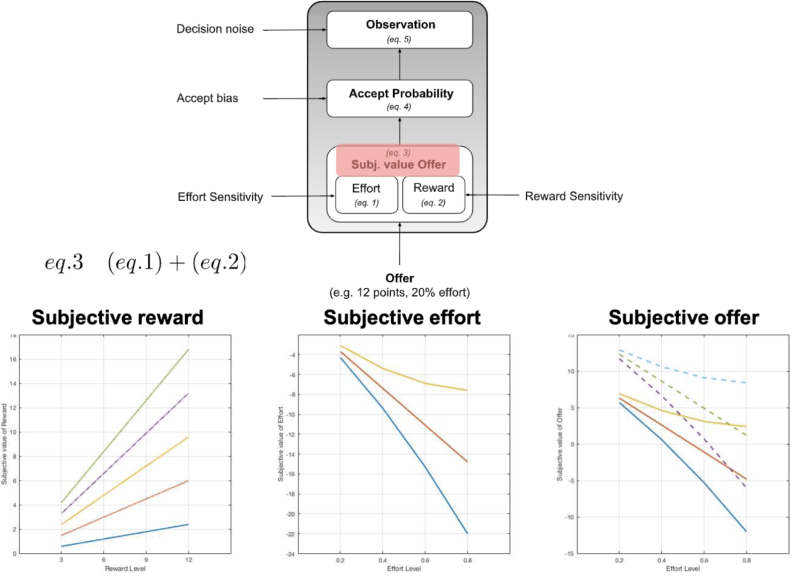 Observation
Decision noise
(eq. 5)
Accept Probability
Accept bias
(eq. 4)
(eq. 3)
Subj. value Offer
Effort
Reward
Effort Sensitivity
Reward Sensitivity
(eq. 1)
(eq. 2)
eq.3 (eq.1) + (eq.2)
Offer
(e.g. 12 points, 20% effort)
Subjective reward
Subjective effort
Subjective offer
Subjective value of Reward
18
16
14
12
10
8
6
4
2
0
3
6
9
12
Reward Level
Subjective value of Effort
-4
-6
-8
-10
-12
-14
-16
-18
-20
-22
-24
0.2
0.4
0.6
0.8
Effort Level
Subjective value of Offer
15
10
5
0
-5
-10
-15
0.2
0.4
0.6
0.8
Effort Level